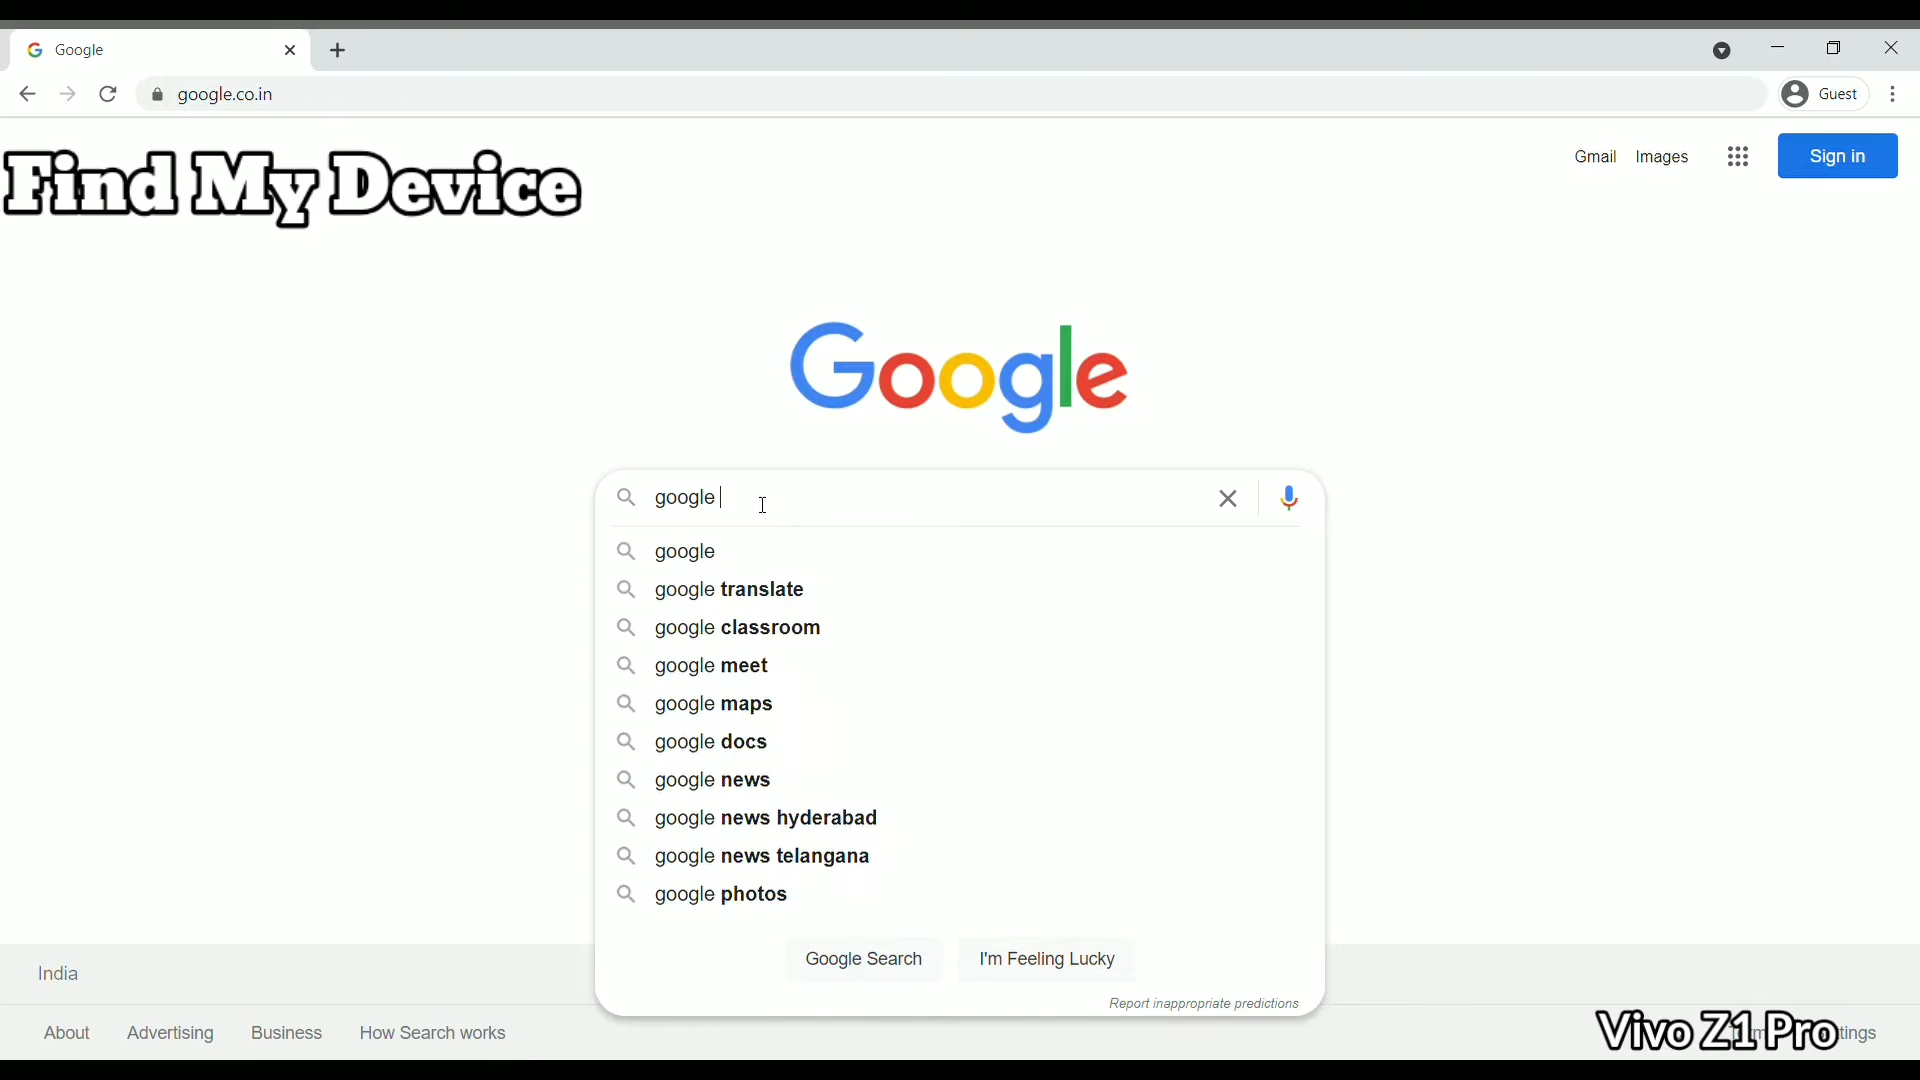 Google
google.co.in
Guest
Find My Device
Gmail Images Sign in
Google
google
google
google translate
google classroom
google meet
google maps
google docs
google news
google news hyderabad
google news telangana
google photos
Google Search I'm Feeling Lucky
Report inappropriate predictions
India
About Advertising Business How Search works
Vivo Z1 Pro